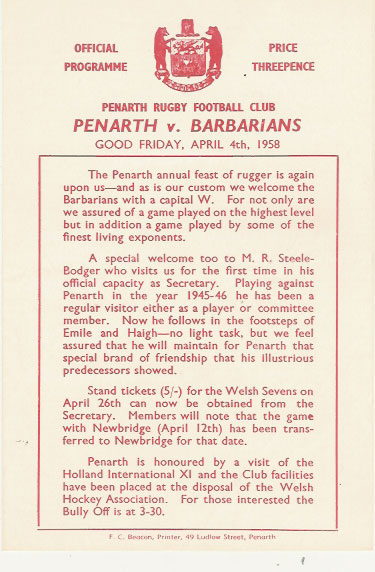 OFFICIAL
PROGRAMME
PRICE
THREEPENCE
PENARTH RUGBY FOOTBALL CLUB
PENARTH v. BARBARIANS
GOOD FRIDAY, APRIL 4th, 1958
The Penarth annual feast of rugger is again
upon us—and as is our custom we welcome the
Barbarians with a capital W. For not only are
we assured of a game played on the highest level
but in addition a game played by some of the
finest living exponents.
A special welcome too to M. R. Steele-
Bodger who visits us for the first time in his
official capacity as Secretary. Playing against
Penarth in the year 1945-46 he has been a
regular visitor either as a player or committee
member. Now he follows in the footsteps of
Emile and Haigh—no light task, but we feel
assured that he will maintain for Penarth that
special brand of friendship that his illustrious
predecessors showed.
Stand tickets (5/-) for the Welsh Sevens on
April 26th can now be obtained from the
Secretary. Members will note that the game
with Newbridge (April 12th) has been trans-
ferred to Newbridge for that date.
Penarth is honoured by a visit of the
Holland International XI and the Club facilities
have been placed at the disposal of the Welsh
Hockey Association. For those interested the
Bully Off is at 3-30.
F. C. Beacon, Printer, 49 Ludlow Street, Penarth